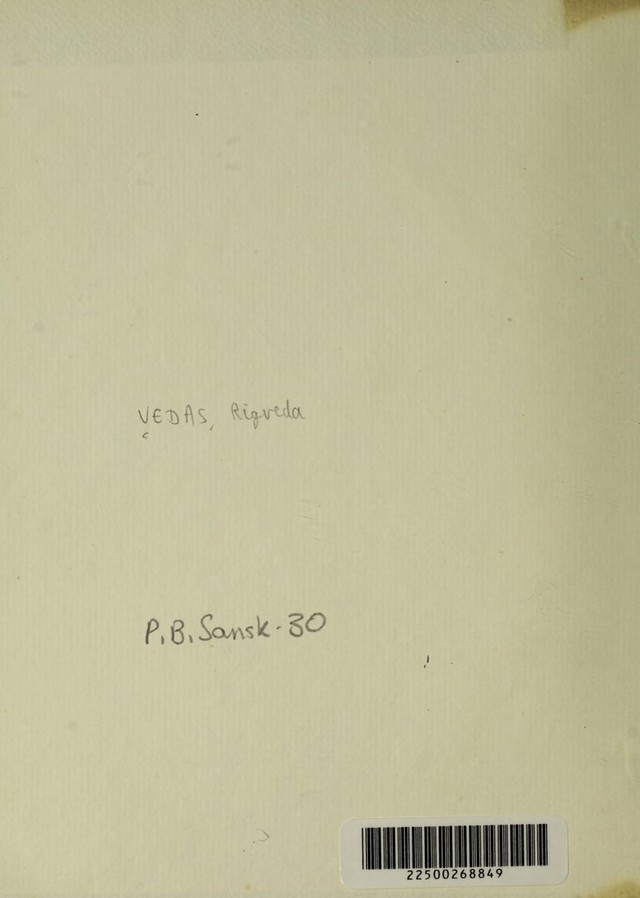 VEDAS, Rigveda
P.B. Sansk. 30
22500268849